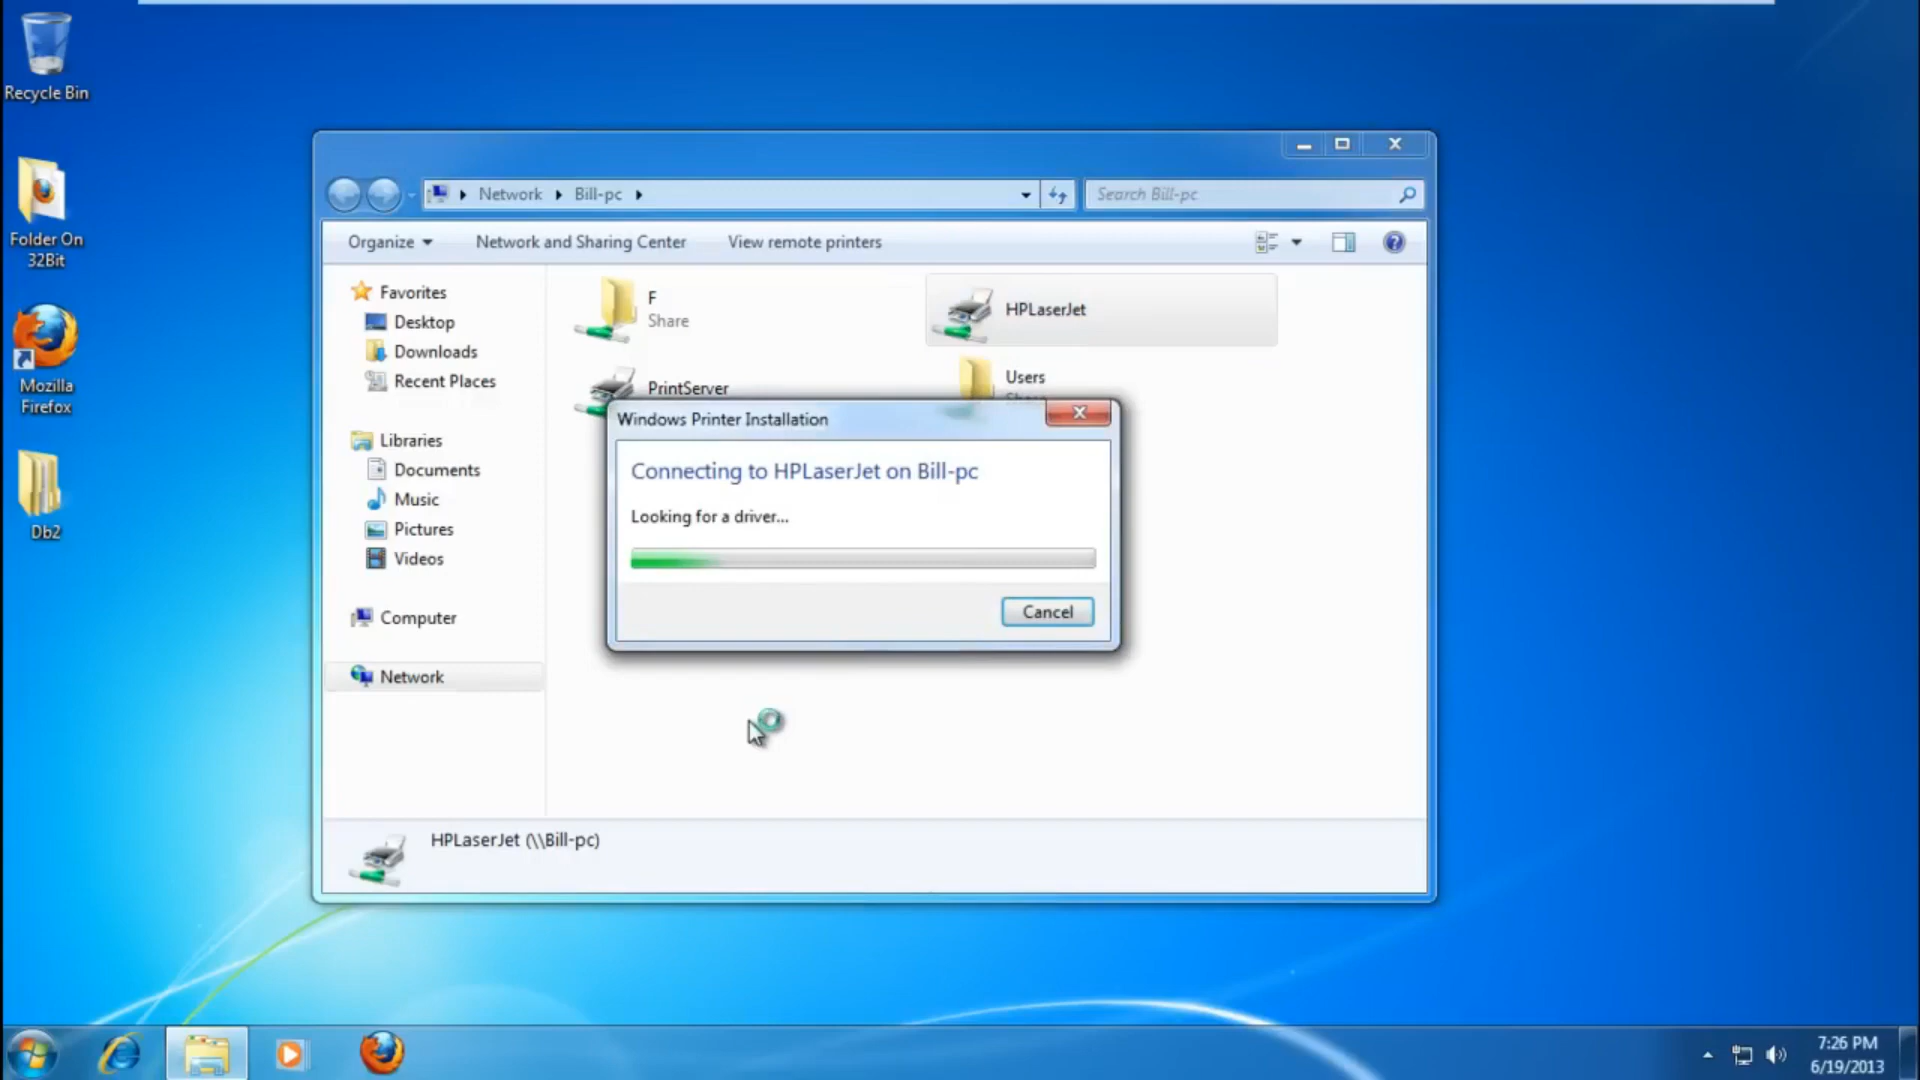 Recycle Bin
Folder On
32Bit
Mozilla
Firefox
Db2
Network
Bill-pc
Search Bill-pc
Organize
Network and Sharing Center
View remote printers
Favorites
Desktop
Downloads
Recent Places
Libraries
Documents
Music
Pictures
Videos
Computer
Network
F
Share
HPLaserJet
PrintServer
Users
Share
Windows Printer Installation
Connecting to HPLaserJet on Bill-pc
Looking for a driver...
Cancel
HPLaserJet (\\Bill-pc)
7:26 PM
6/19/2013